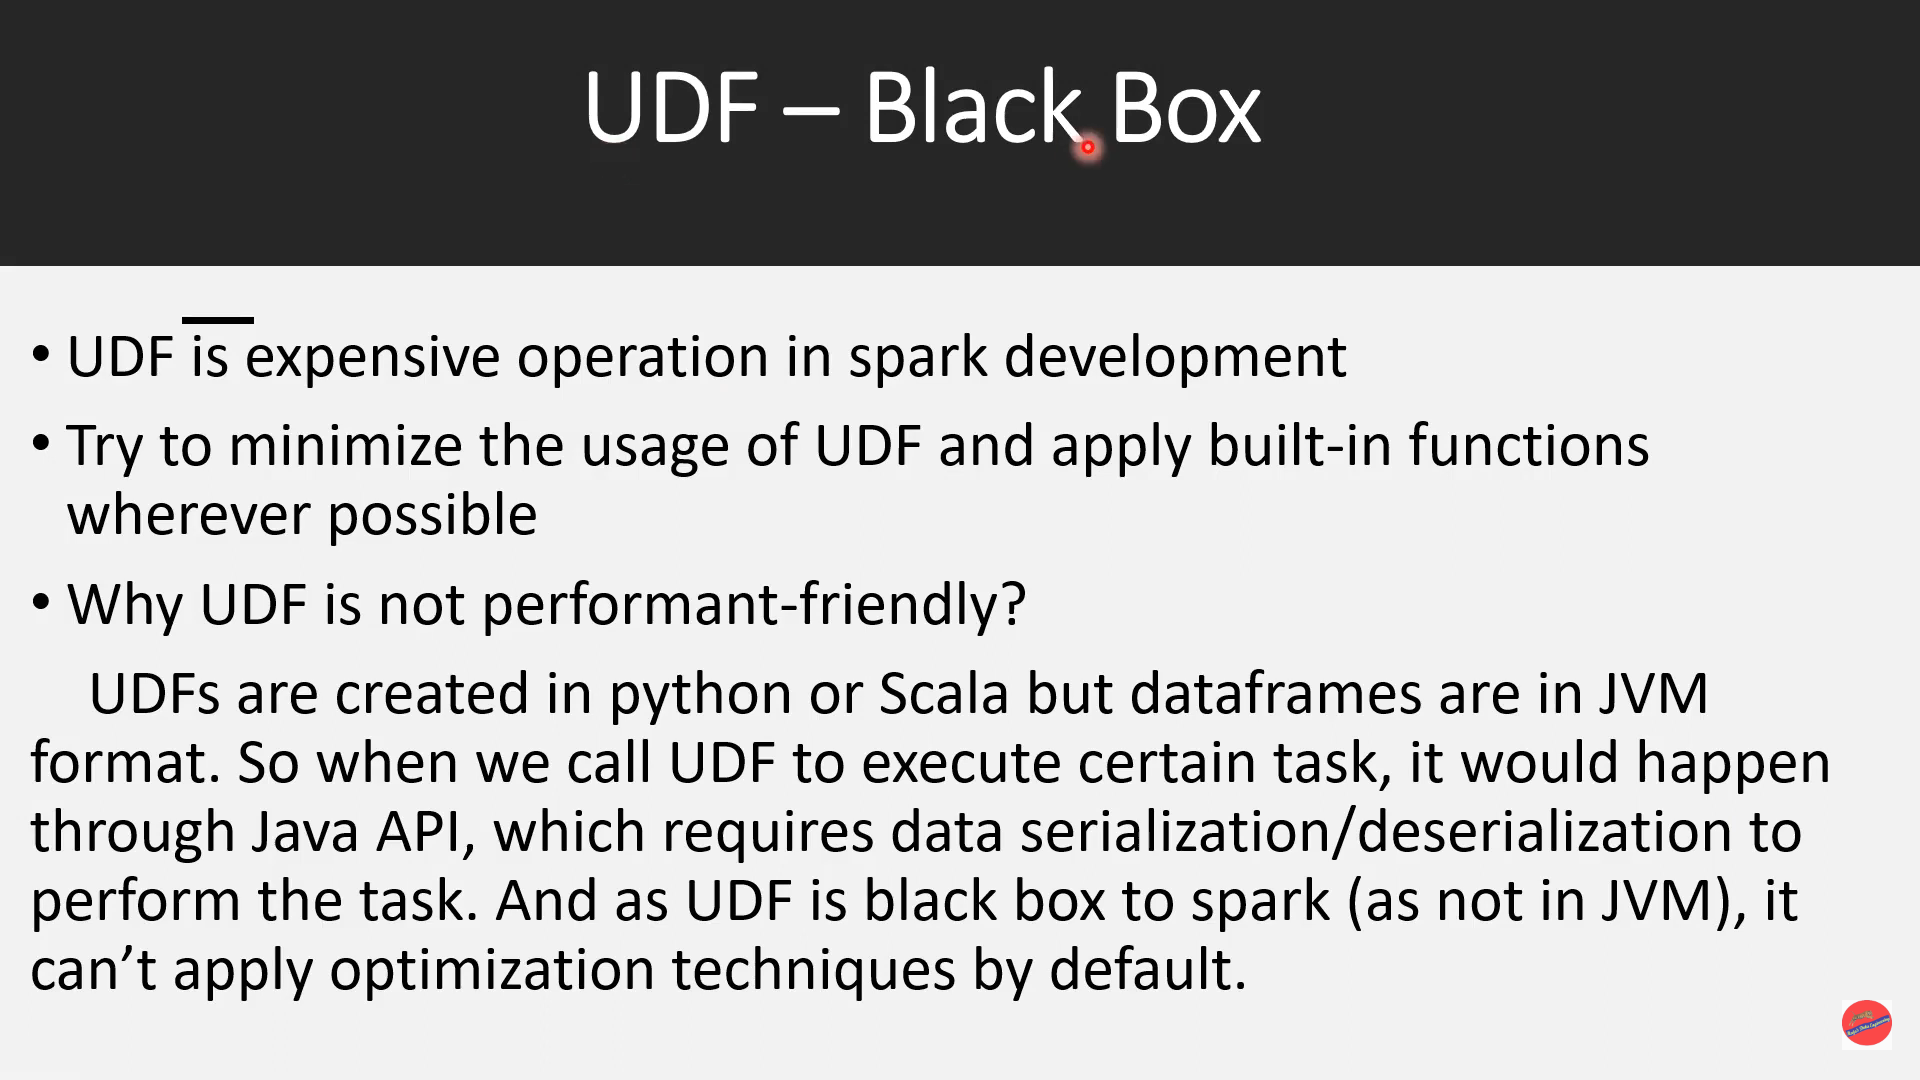 UDF – Black Box
• UDF is expensive operation in spark development
• Try to minimize the usage of UDF and apply built-in functions
wherever possible
• Why UDF is not performant-friendly?
UDFs are created in python or Scala but dataframes are in JVM
format. So when we call UDF to execute certain task, it would happen
through Java API, which requires data serialization/deserialization to
perform the task. And as UDF is black box to spark (as not in JVM), it
can’t apply optimization techniques by default.